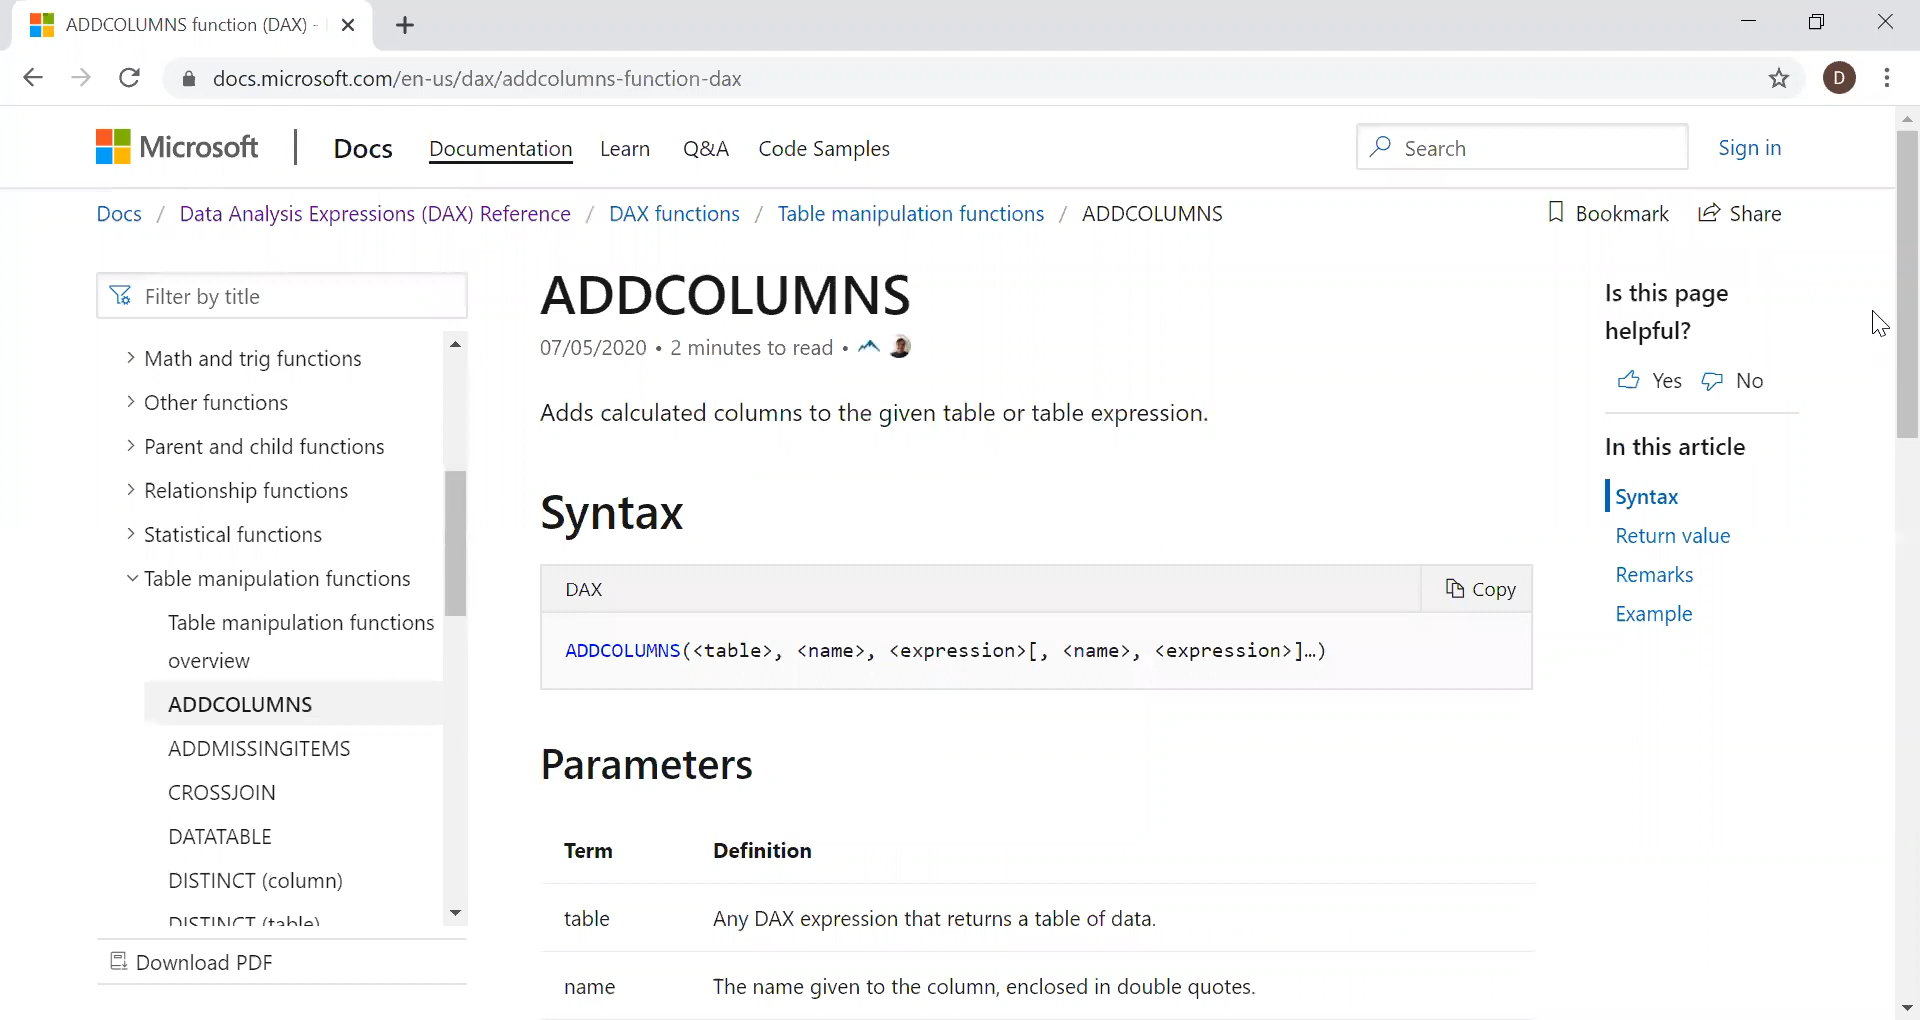 ADDCOLUMNS function (DAX) -
docs.microsoft.com/en-us/dax/addcolumns-function-dax
D
Microsoft
Docs
Documentation
Learn
Q&A
Code Samples
Search
Sign in
Docs / Data Analysis Expressions (DAX) Reference / DAX functions / Table manipulation functions / ADDCOLUMNS
Bookmark
Share
Filter by title
Math and trig functions
Other functions
Parent and child functions
Relationship functions
Statistical functions
Table manipulation functions
Table manipulation functions
overview
ADDCOLUMNS
ADDMISSINGITEMS
CROSSJOIN
DATATABLE
DISTINCT (column)
DISTINCT (table)
Download PDF
ADDCOLUMNS
07/05/2020 • 2 minutes to read •
Adds calculated columns to the given table or table expression.
Syntax
DAX
Copy
ADDCOLUMNS(<table>, <name>, <expression>[, <name>, <expression>]…)
Parameters
Term Definition
table Any DAX expression that returns a table of data.
name The name given to the column, enclosed in double quotes.
Is this page
helpful?
Yes
No
In this article
Syntax
Return value
Remarks
Example